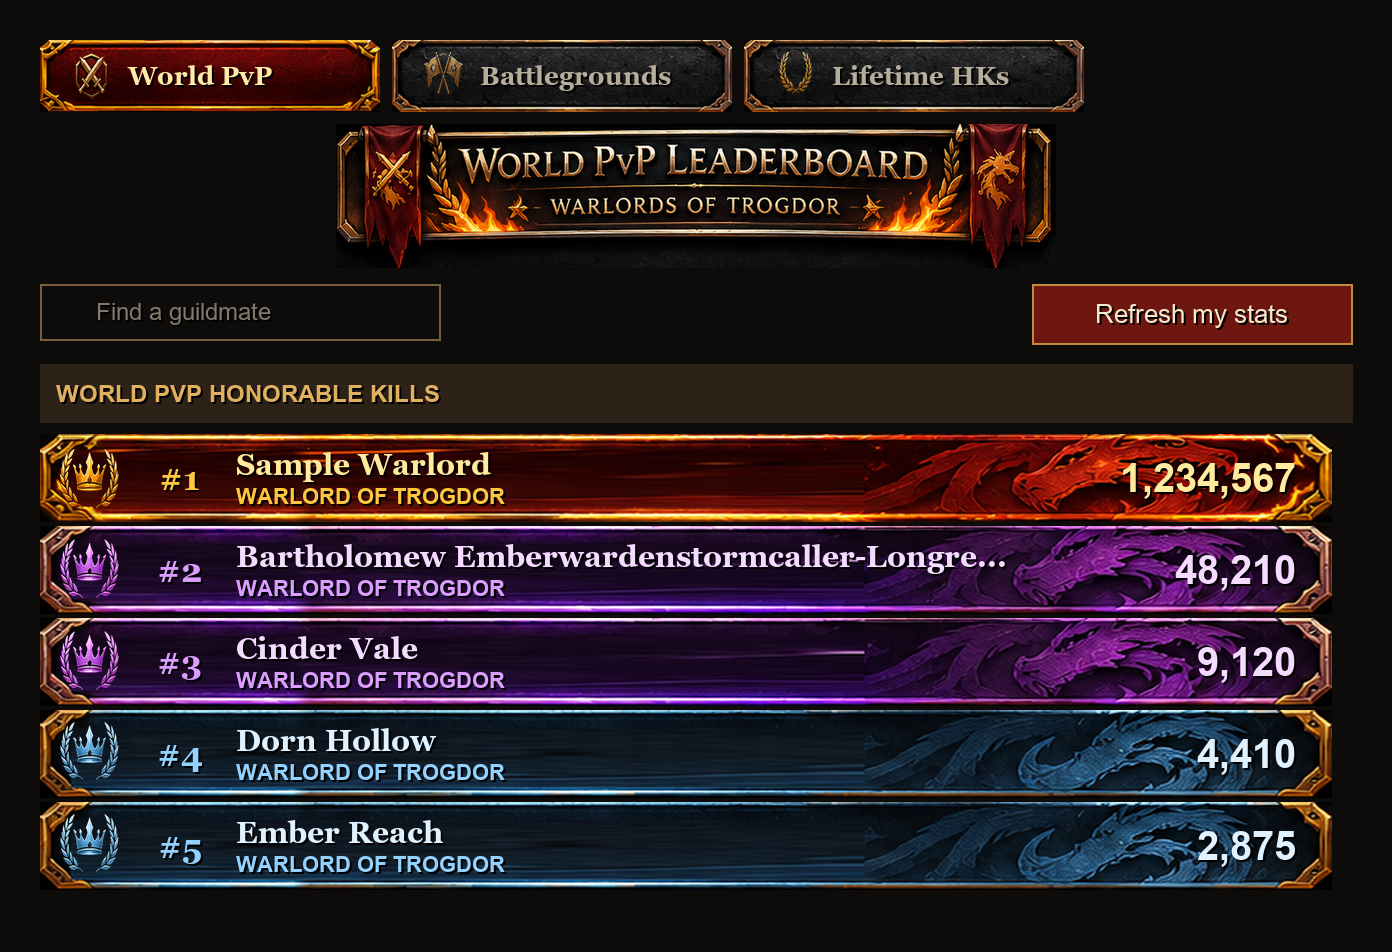 World PvP
Battlegrounds
Lifetime HKs
World PvP Leaderboard
Warlords of Trogdor
Find a guildmate
Refresh my stats
WORLD PVP HONORABLE KILLS
#1
Sample Warlord
WARLORD OF TROGDOR
1,234,567
#2
Bartholomew Emberwardenstormcaller-Longre...
WARLORD OF TROGDOR
48,210
#3
Cinder Vale
WARLORD OF TROGDOR
9,120
#4
Dorn Hollow
WARLORD OF TROGDOR
4,410
#5
Ember Reach
WARLORD OF TROGDOR
2,875